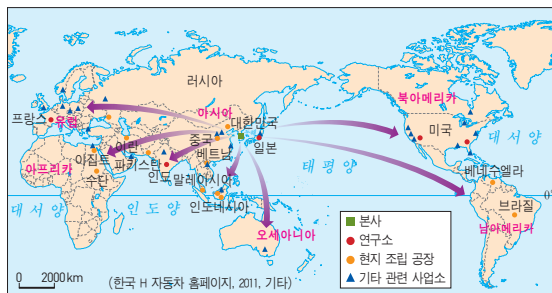 러시아
아시아
북아메리카
프랑스
유럽
대한민국
중국
일본
미국
대서양
이란
이집트
파키스탄
베트남
태평양
아프리카
인도
말레이시아
수단
베네수엘라
0°
대서양
인도양
인도네시아
브라질
오세아니아
남아메리카
본사
연구소
현지 조립 공장
기타 관련 사업소
0 2000km
(한국 H 자동차 홈페이지, 2011, 기타)